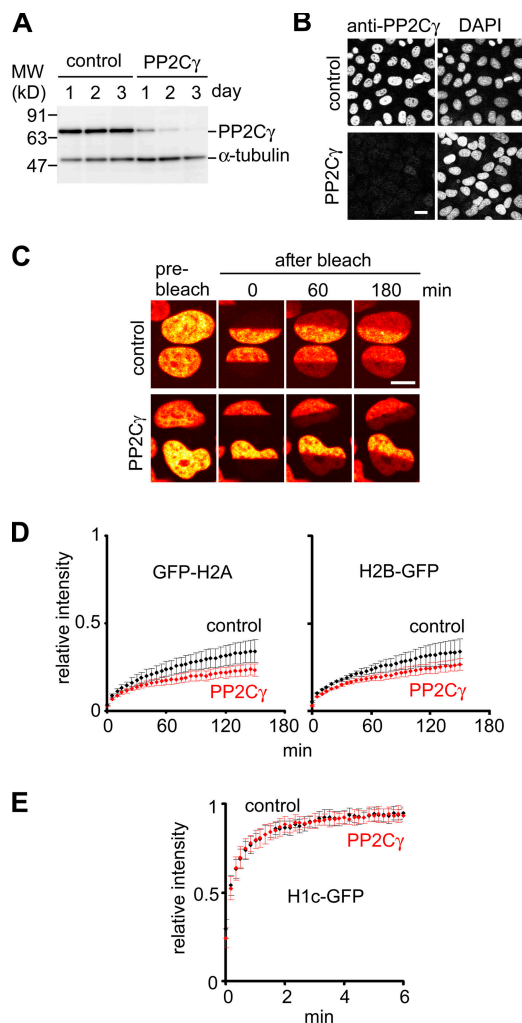 A
control PP2Cγ
MW
(kD)
1 2 3 1 2 3 day
91
63
47
PP2Cγ
α-tubulin
B
anti-PP2Cγ DAPI
control
PP2Cγ
C
pre-
bleach
after bleach
0 60 180 min
control
PP2Cγ
D
relative intensity
1
0.5
0
GFP-H2A
control
PP2Cγ
0 60 120 180
H2B-GFP
control
PP2Cγ
0 60 120 180
min
E
relative intensity
1
0.5
0
control
PP2Cγ
H1c-GFP
0 2 4 6
min